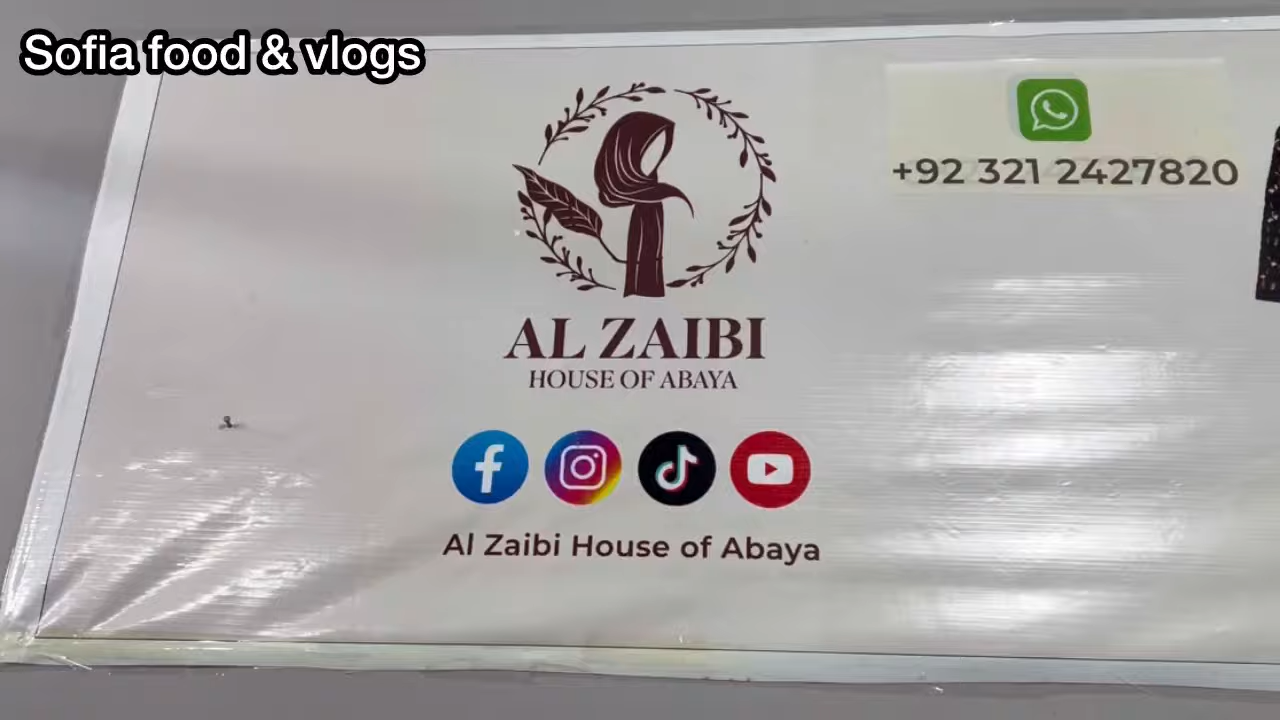 Sofia food & vlogs
+92 321 2427820
AL ZAIBI
HOUSE OF ABAYA
Al Zaibi House of Abaya